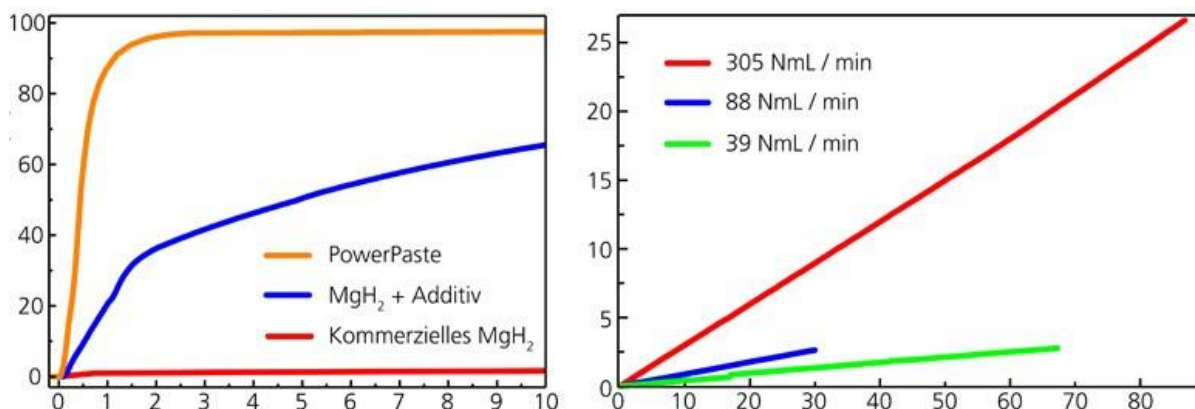 100
80
60
40
20
0
PowerPaste
MgH₂ + Additiv
Kommerzielles MgH₂
0 1 2 3 4 5 6 7 8 9 10
25
20
15
10
5
0
305 NmL / min
88 NmL / min
39 NmL / min
0 10 20 30 40 50 60 70 80